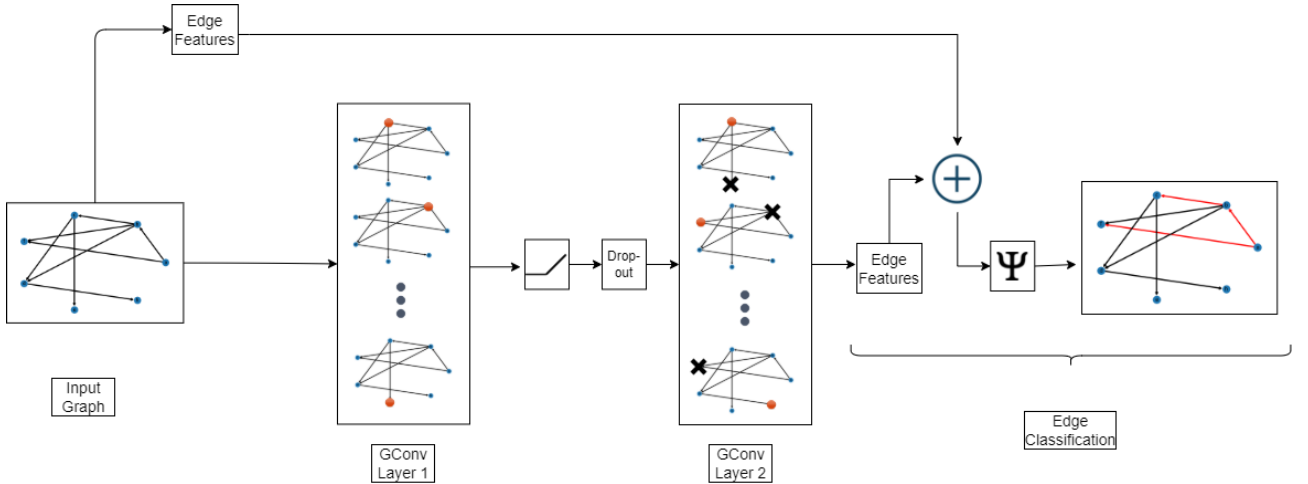 Edge
Features
Drop-
out
Edge
Features
Ψ
Input
Graph
GConv
Layer 1
GConv
Layer 2
Edge
Classification